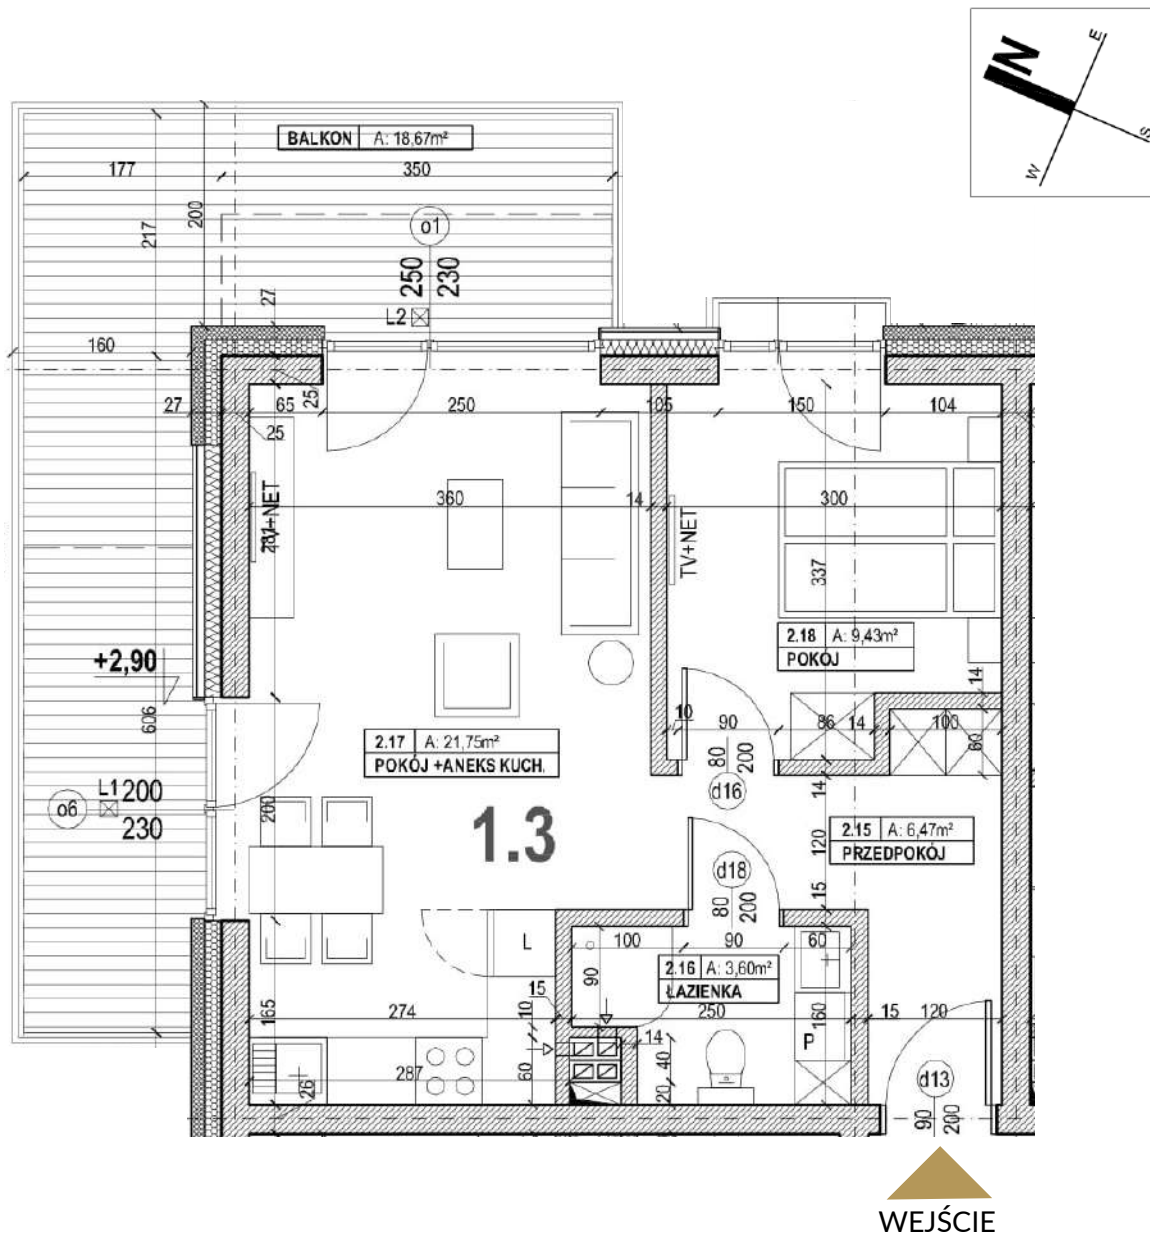 N
E
S
W
BALKON A: 18,67m²
177
350
217
200
o1
250
230
L2
27
160
27
25
65
25
250
105
150
104
TV+NET
281
360
14
300
TV+NET
337
2.18 A: 9,43m²
POKÓJ
+2,90
606
14
10
90
86
14
100
60
80
200
d16
2.17 A: 21,75m²
POKÓJ +ANEKS KUCH.
L1
200
230
o6
200
1.3
14
120
15
2.15 A: 6,47m²
PRZEDPOKÓJ
d18
80
200
L
100
90
60
90
2.16 A: 3,60m²
ŁAZIENKA
15
165
274
10
250
160
15
120
14
P
287
60
40
20
26
d13
90
200
WEJŚCIE